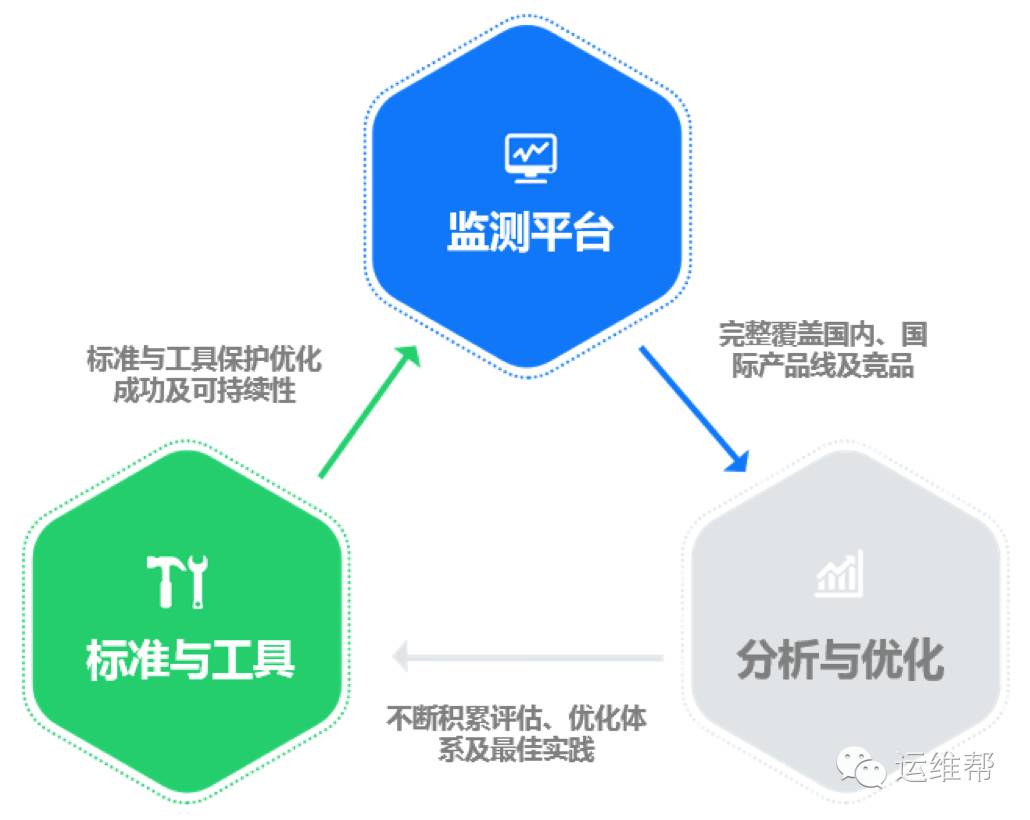 监测平台
完整覆盖国内、国
际产品线及竞品
标准与工具保护优化
成功及可持续性
标准与工具
分析与优化
不断积累评估、优化体
系及最佳实践
运维帮